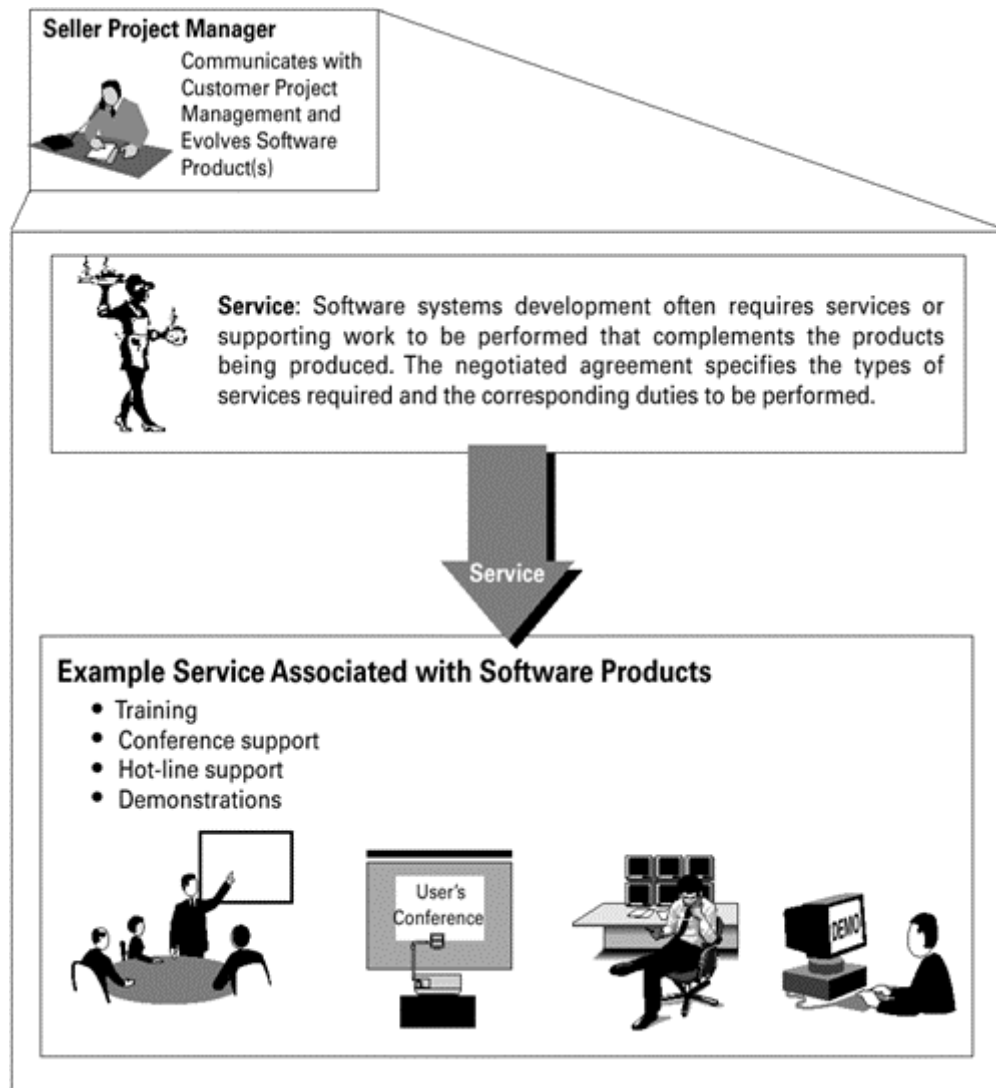 Seller Project Manager
Communicates with
Customer Project
Management and
Evolves Software
Product(s)
Service: Software systems development often requires services or
supporting work to be performed that complements the products
being produced. The negotiated agreement specifies the types of
services required and the corresponding duties to be performed.
Service
Example Service Associated with Software Products
• Training
• Conference support
• Hot-line support
• Demonstrations
User's
Conference
DEMO